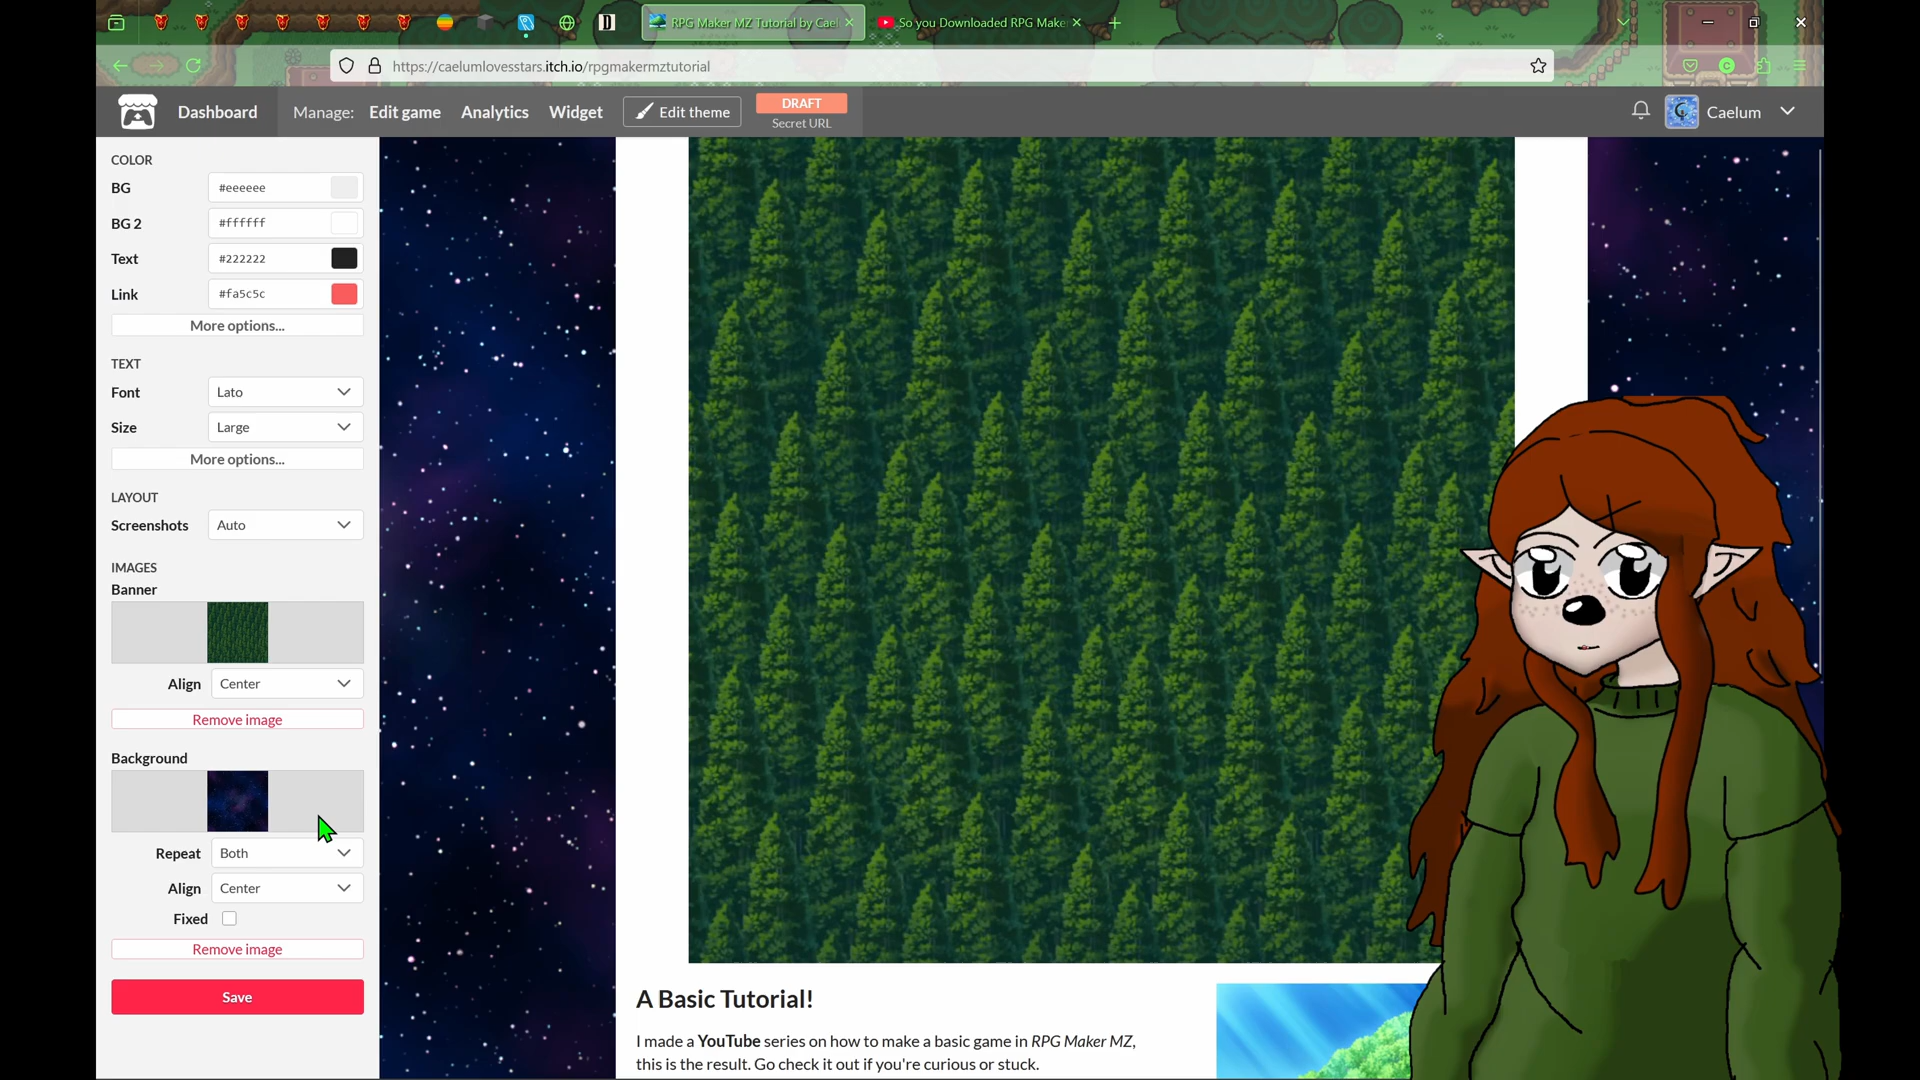 RPG Maker MZ Tutorial by Cael
So you Downloaded RPG Make
https://caelumlovesstars.itch.io/rpgmakermztutorial
Dashboard
Manage:
Edit game
Analytics
Widget
Edit theme
DRAFT
Secret URL
Caelum
COLOR
BG
#eeeeee
BG 2
#ffffff
Text
#222222
Link
#fa5c5c
More options...
TEXT
Font
Lato
Size
Large
More options...
LAYOUT
Screenshots
Auto
IMAGES
Banner
Align
Center
Remove image
Background
Repeat
Both
Align
Center
Fixed
Remove image
Save
A Basic Tutorial!
I made a YouTube series on how to make a basic game in RPG Maker MZ,
this is the result. Go check it out if you're curious or stuck.